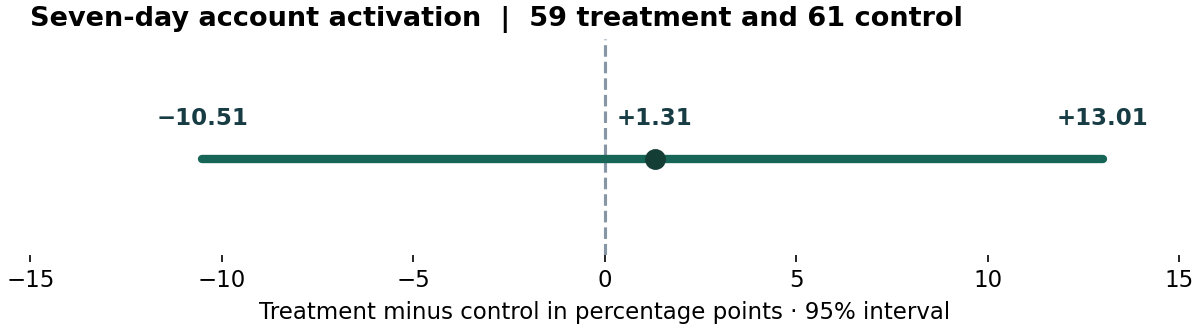 Seven-day account activation | 59 treatment and 61 control
−10.51 +1.31 +13.01
−15 −10 −5 0 5 10 15
Treatment minus control in percentage points · 95% interval